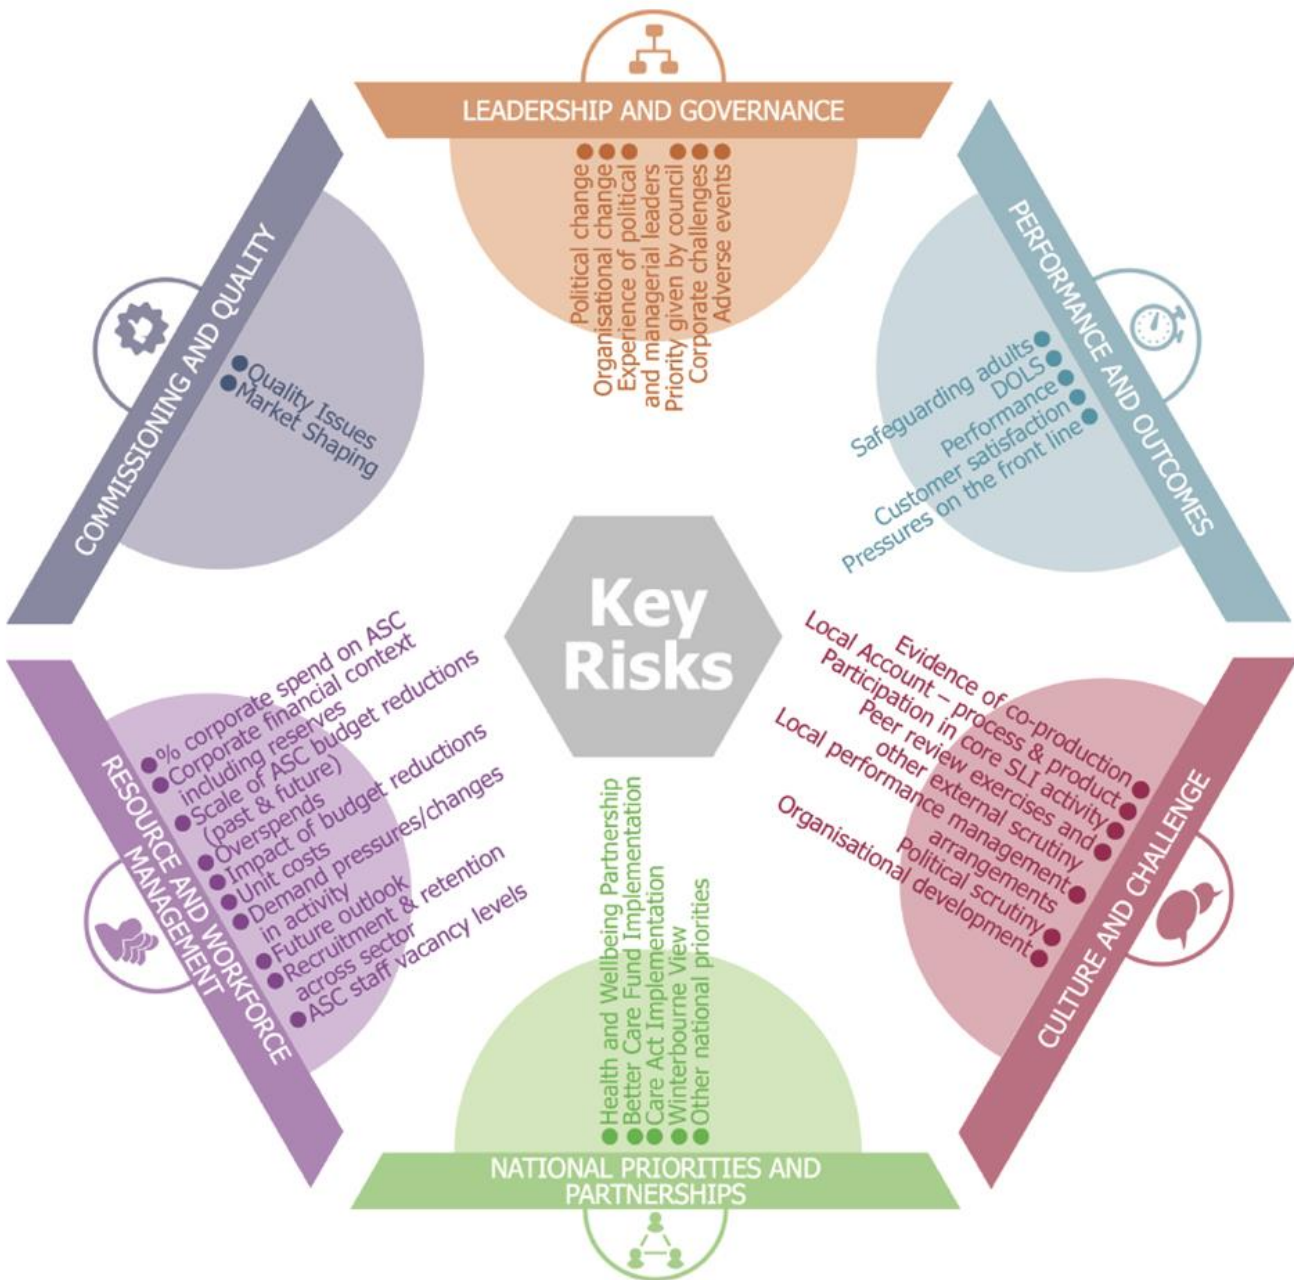 LEADERSHIP AND GOVERNANCE
Political change
Organisational change
Experience of political
and managerial leaders
Priority given by council
Corporate challenges
Adverse events
PERFORMANCE AND OUTCOMES
Safeguarding adults
DOLS
Performance
Customer satisfaction
Pressures on the front line
CULTURE AND CHALLENGE
Evidence of co-production
Local Account – process & product
Participation in core SLI activity
Peer review exercises and
other external scrutiny
Local performance management
arrangements
Political scrutiny
Organisational development
NATIONAL PRIORITIES AND
PARTNERSHIPS
Health and Wellbeing Partnership
Better Care Fund Implementation
Care Act Implementation
Winterbourne View
Other national priorities
RESOURCE AND WORKFORCE
MANAGEMENT
% corporate spend on ASC
Corporate financial context
including reserves
Scale of ASC budget reductions
(past & future)
Overspends
Impact of budget reductions
Unit costs
Demand pressures/changes
in activity
Future outlook
Recruitment & retention
across sector
ASC staff vacancy levels
COMMISSIONING AND QUALITY
Quality Issues
Market Shaping
Key
Risks